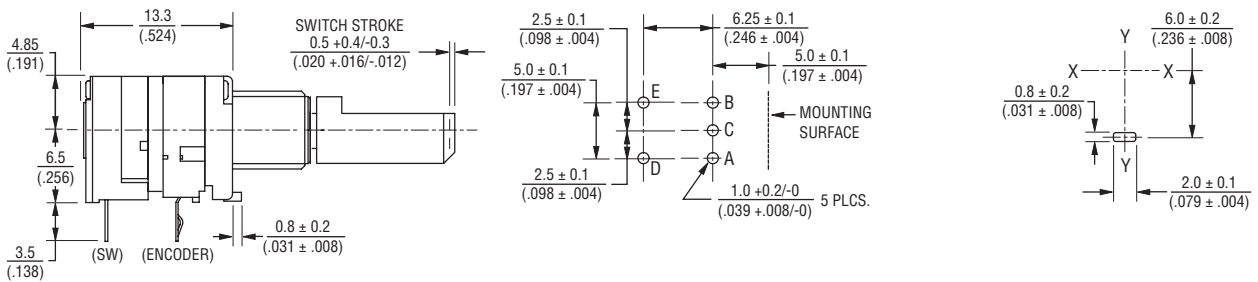 13.3
(.524)
4.85
(.191)
SWITCH STROKE
0.5 +0.4/-0.3
(.020 +.016/-.012)
6.5
(.256)
3.5
(.138)
(SW)
(ENCODER)
0.8 ± 0.2
(.031 ± .008)
2.5 ± 0.1
(.098 ± .004)
6.25 ± 0.1
(.246 ± .004)
5.0 ± 0.1
(.197 ± .004)
5.0 ± 0.1
(.197 ± .004)
E
B
C
D
A
MOUNTING
SURFACE
2.5 ± 0.1
(.098 ± .004)
1.0 +0.2/-0
(.039 +.008/-0)
5 PLCS.
6.0 ± 0.2
(.236 ± .008)
Y
X
X
0.8 ± 0.2
(.031 ± .008)
Y
2.0 ± 0.1
(.079 ± .004)